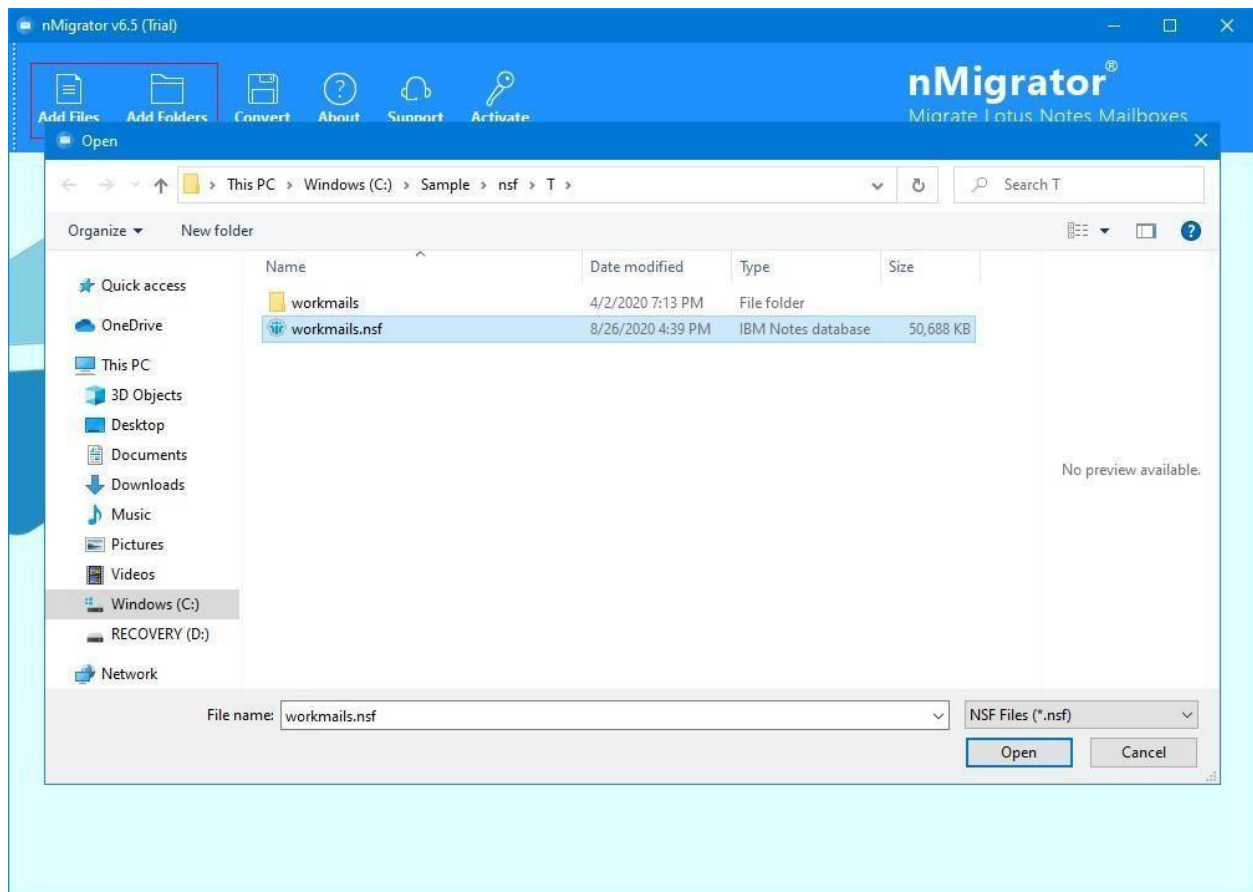 nMigrator v6.5 (Trial)
nMigrator®
Add Files Add Folders Convert About Support Activate
Migrate Lotus Notes Mailboxes
Open
This PC > Windows (C:) > Sample > nsf > T >
Search T
Organize New folder
Name Date modified Type Size
Quick access
workmails 4/2/2020 7:13 PM File folder
workmails.nsf 8/26/2020 4:39 PM IBM Notes database 50,688 KB
OneDrive
This PC
3D Objects
Desktop
Documents
Downloads
Music
Pictures
Videos
Windows (C:)
RECOVERY (D:)
Network
No preview available.
File name: workmails.nsf NSF Files (*.nsf)
Open Cancel